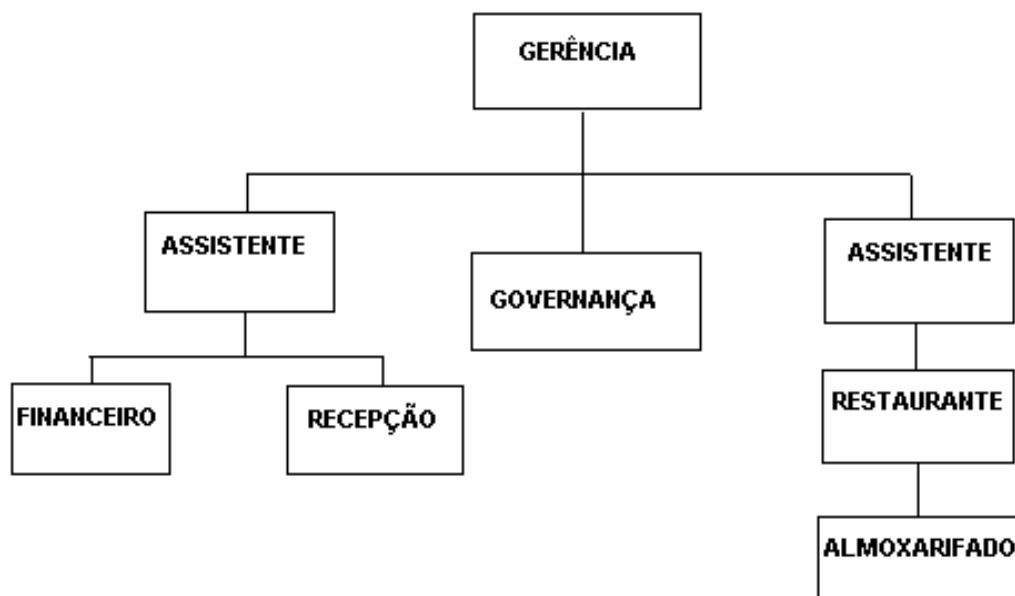 GERÊNCIA
ASSISTENTE
GOVERNANÇA
ASSISTENTE
FINANCEIRO
RECEPÇÃO
RESTAURANTE
ALMOXARIFADO